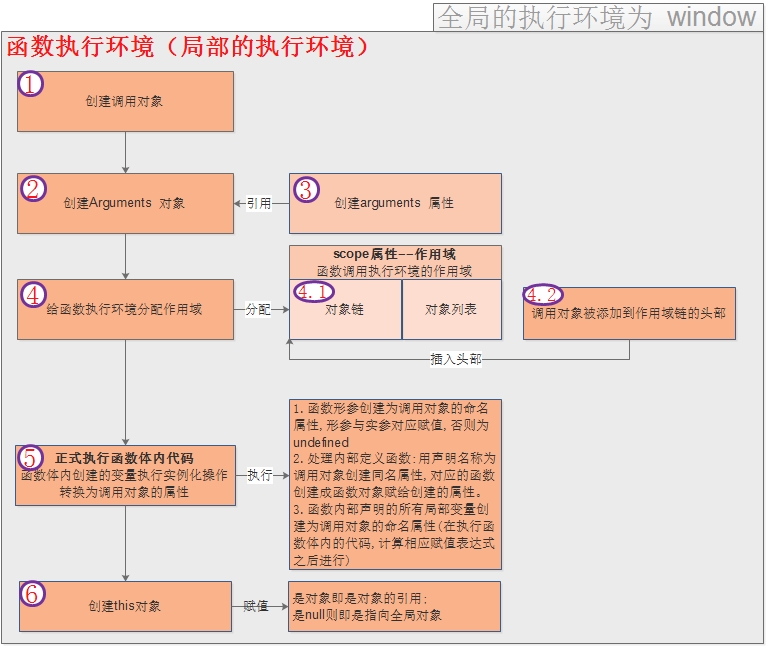 全局的执行环境为 window
函数执行环境（局部的执行环境）
1
创建调用对象
2
创建Arguments 对象
引用
3
创建arguments 属性
scope属性--作用域
函数调用执行环境的作用域
4
给函数执行环境分配作用域
分配
4.1
对象链
对象列表
4.2
调用对象被添加到作用域链的头部
插入头部
5
正式执行函数体内代码
函数体内创建的变量执行实例化操作
转换为调用对象的属性
执行
1.函数形参创建为调用对象的命名
属性,形参与实参对应赋值,否则为
undefined
2.处理内部定义函数:用声明名称为
调用对象创建同名属性,对应的函数
创建成函数对象赋给创建的属性。
3.函数内部声明的所有局部变量创
建为调用对象的命名属性(在执行函
数体内的代码,计算相应赋值表达式
之后进行)
6
创建this对象
赋值
是对象即是对象的引用;
是null则即是指向全局对象